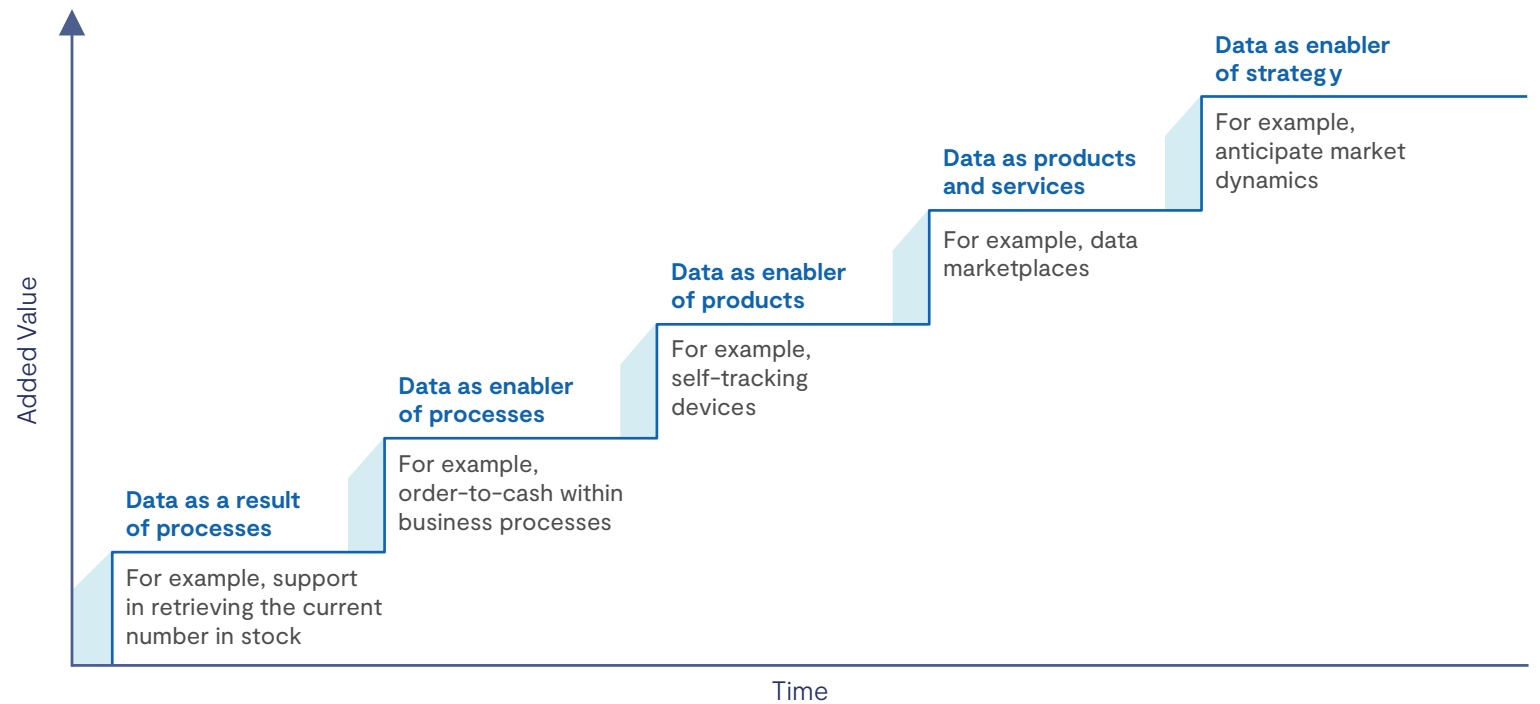 Data as enabler
of strategy
For example,
anticipate market
dynamics
Data as products
and services
For example, data
marketplaces
Data as enabler
of products
For example,
self-tracking
devices
Data as enabler
of processes
For example,
order-to-cash within
business processes
Data as a result
of processes
For example, support
in retrieving the current
number in stock
Added Value
Time